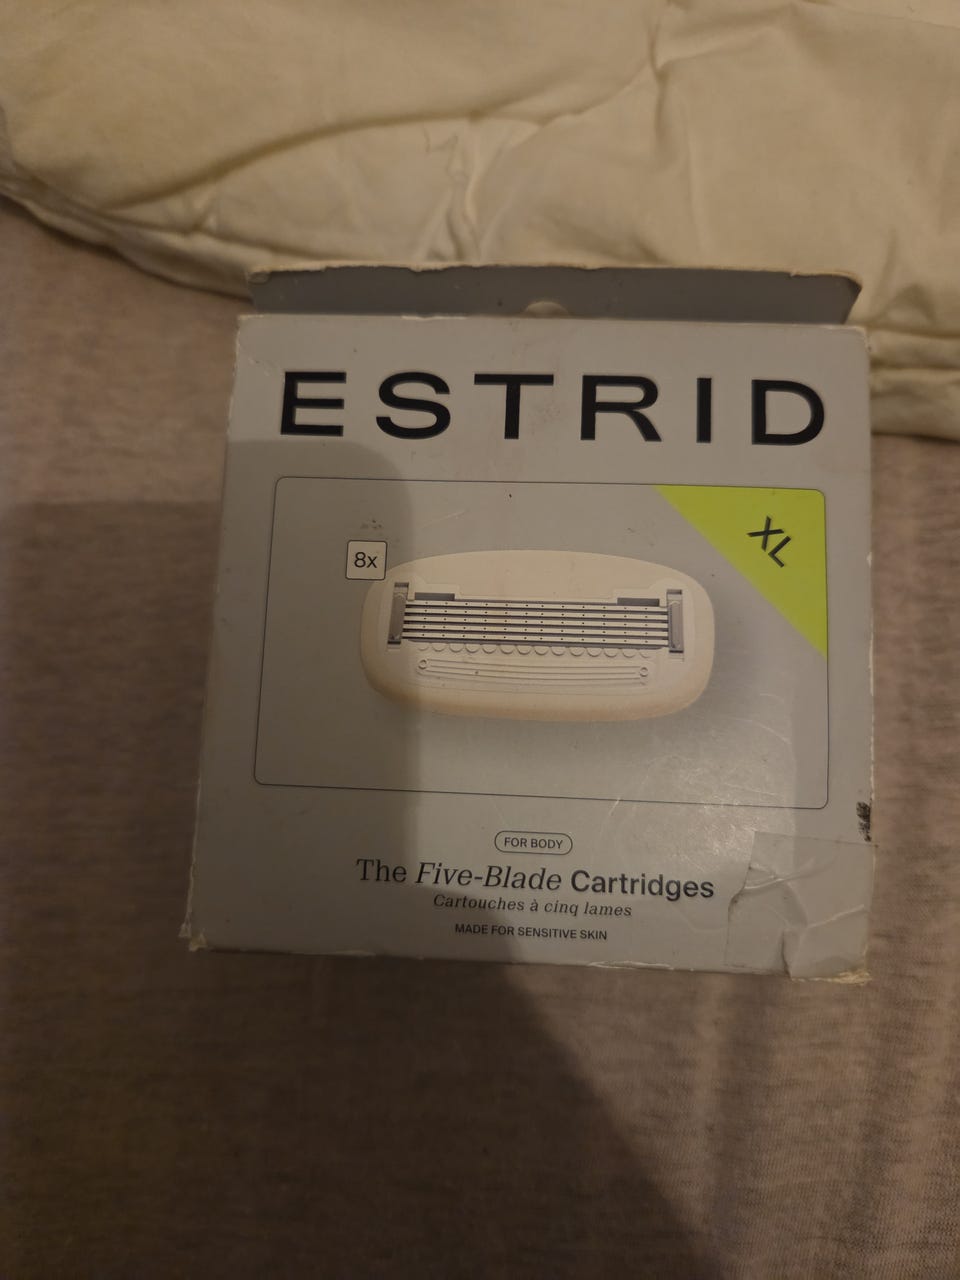 ESTRID
XL
8x
FOR BODY
The Five-Blade Cartridges
Cartouches à cinq lames
MADE FOR SENSITIVE SKIN